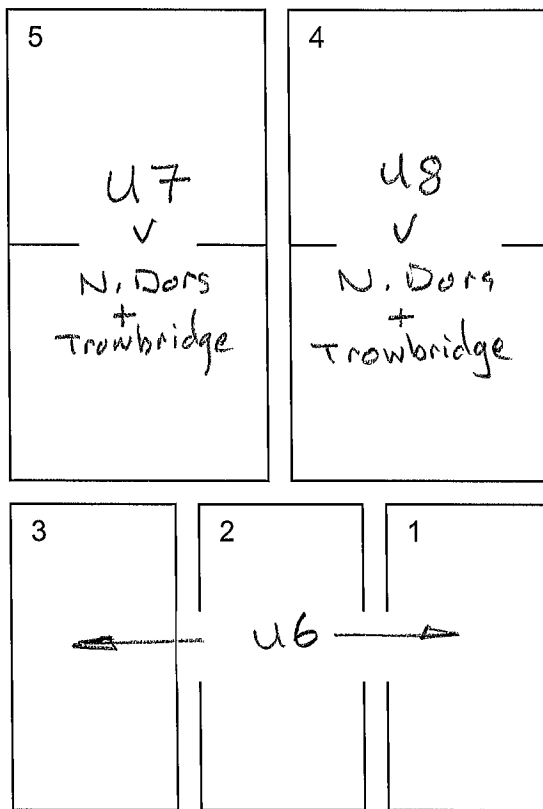 5
U7
V
N. Dors
+
Trowbridge
4
U8
V
N. Dors
+
Trowbridge
3
2
1
U6